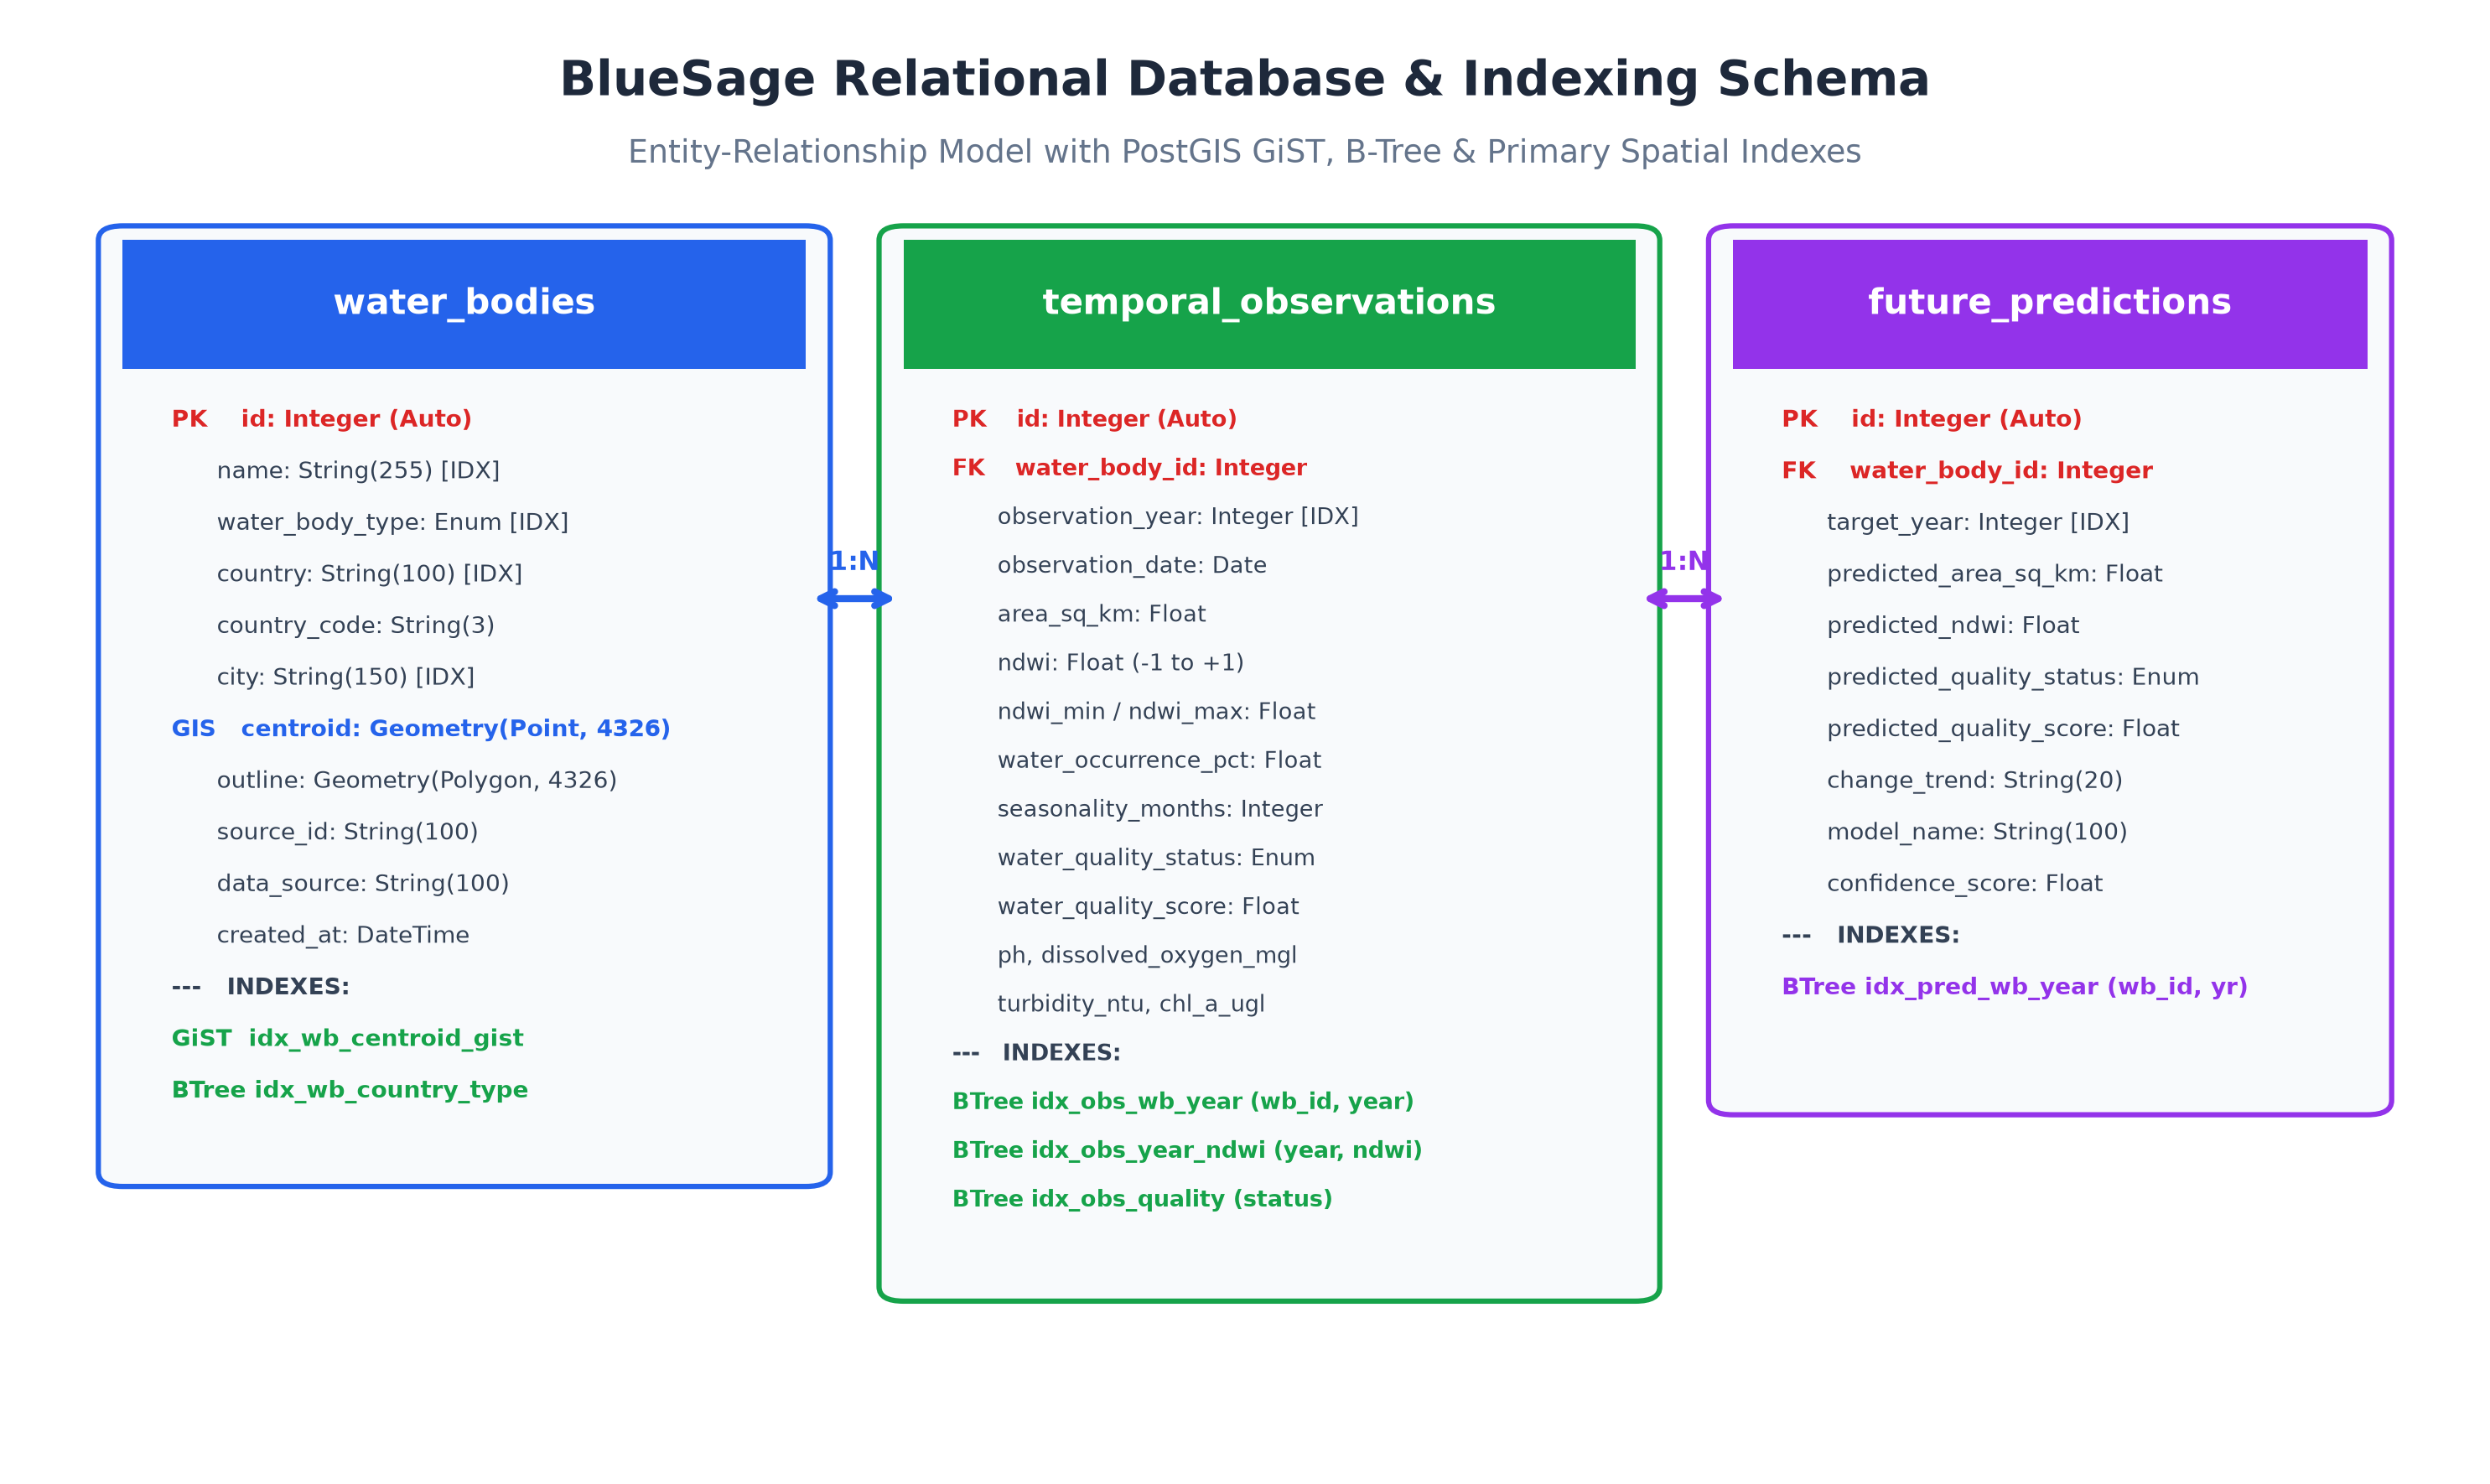 BlueSage Relational Database & Indexing Schema
Entity-Relationship Model with PostGIS GiST, B-Tree & Primary Spatial Indexes
water_bodies
PK id: Integer (Auto)
name: String(255) [IDX]
water_body_type: Enum [IDX]
country: String(100) [IDX]
country_code: String(3)
city: String(150) [IDX]
GIS centroid: Geometry(Point, 4326)
outline: Geometry(Polygon, 4326)
source_id: String(100)
data_source: String(100)
created_at: DateTime
--- INDEXES:
GiST idx_wb_centroid_gist
BTree idx_wb_country_type
1:N
temporal_observations
PK id: Integer (Auto)
FK water_body_id: Integer
observation_year: Integer [IDX]
observation_date: Date
area_sq_km: Float
ndwi: Float (-1 to +1)
ndwi_min / ndwi_max: Float
water_occurrence_pct: Float
seasonality_months: Integer
water_quality_status: Enum
water_quality_score: Float
ph, dissolved_oxygen_mgl
turbidity_ntu, chl_a_ugl
--- INDEXES:
BTree idx_obs_wb_year (wb_id, year)
BTree idx_obs_year_ndwi (year, ndwi)
BTree idx_obs_quality (status)
1:N
future_predictions
PK id: Integer (Auto)
FK water_body_id: Integer
target_year: Integer [IDX]
predicted_area_sq_km: Float
predicted_ndwi: Float
predicted_quality_status: Enum
predicted_quality_score: Float
change_trend: String(20)
model_name: String(100)
confidence_score: Float
--- INDEXES:
BTree idx_pred_wb_year (wb_id, yr)